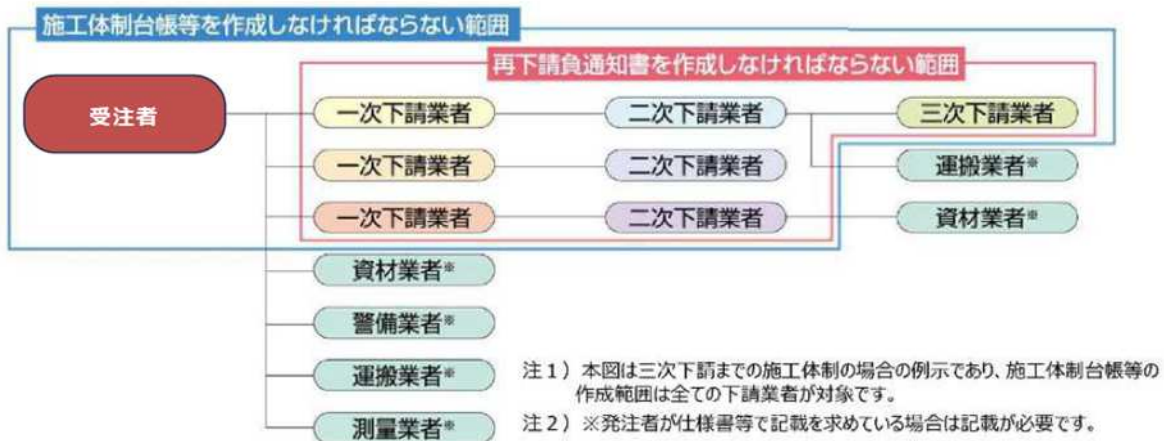 施工体制台帳等を作成しなければならない範囲
再下請負通知書を作成しなければならない範囲
受注者
一次下請業者
二次下請業者
三次下請業者
一次下請業者
二次下請業者
運搬業者※
一次下請業者
二次下請業者
資材業者※
資材業者※
警備業者※
運搬業者※
測量業者※
注1）本図は三次下請までの施工体制の場合の例示であり、施工体制台帳等の
作成範囲は全ての下請業者が対象です。
注2）※発注者が仕様書等で記載を求めている場合は記載が必要です。